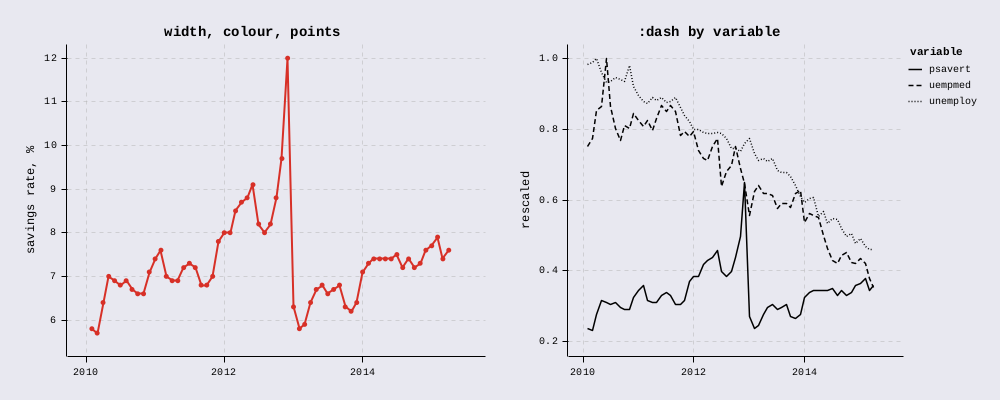 width, colour, points
savings rate, %
12
11
10
9
8
7
6
2010 2012 2014
:dash by variable
rescaled
1.0
0.8
0.6
0.4
0.2
2010 2012 2014
variable
psavert
uempmed
unemploy